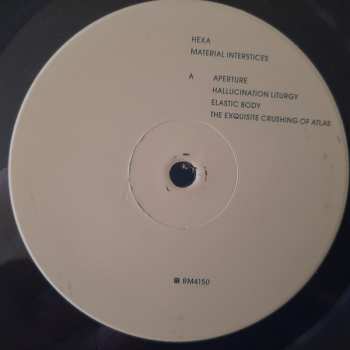 HEXA
MATERIAL INTERSTICES
A APERTURE
HALLUCINATION LITURGY
ELASTIC BODY
THE EXQUISITE CRUSHING OF ATLAS
RM4150